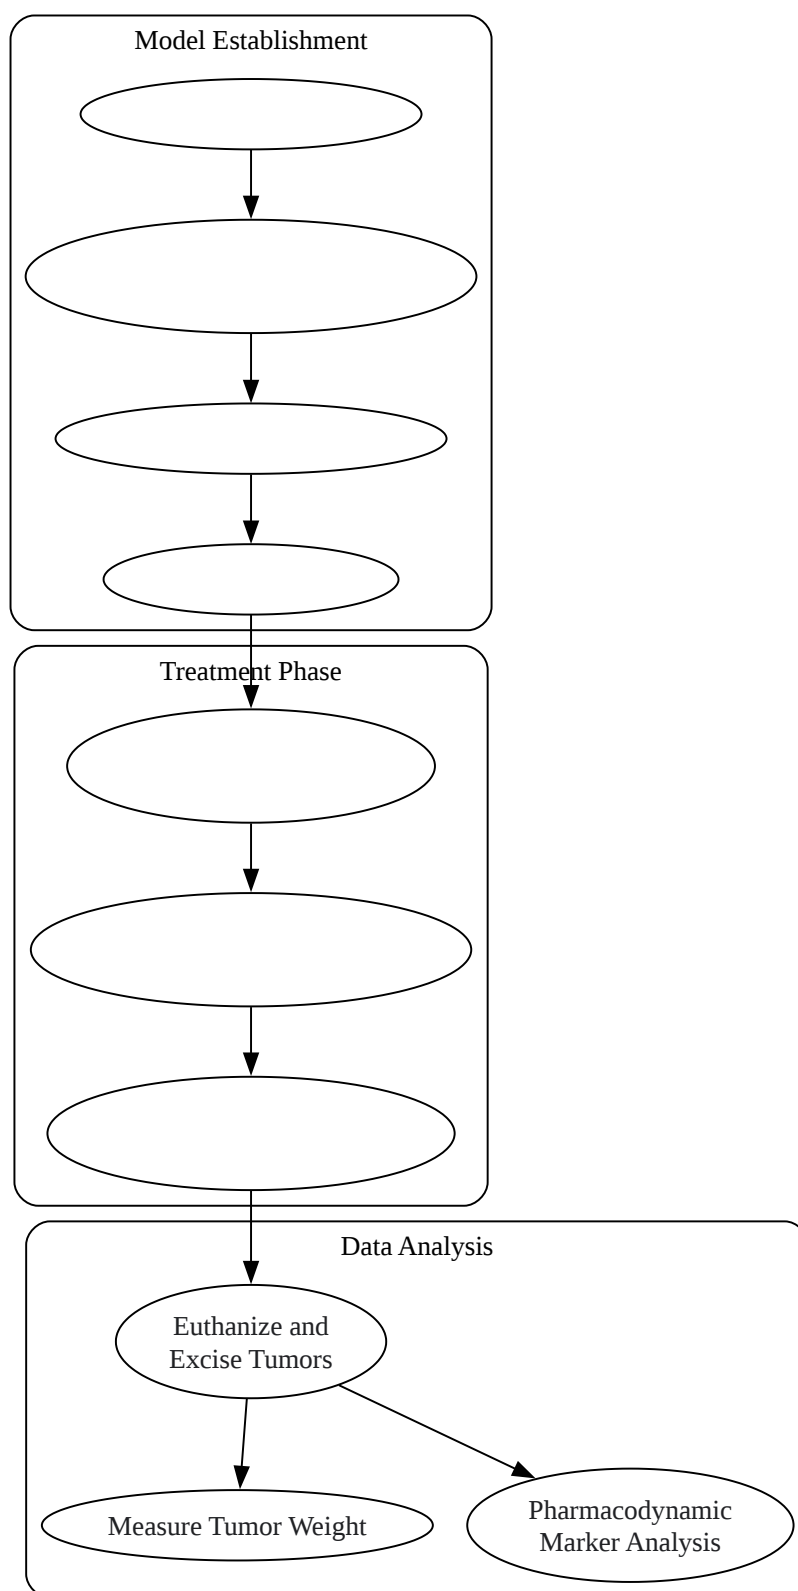 Model Establishment
Treatment Phase
Data Analysis
Euthanize and
Excise Tumors
Measure Tumor Weight
Pharmacodynamic
Marker Analysis